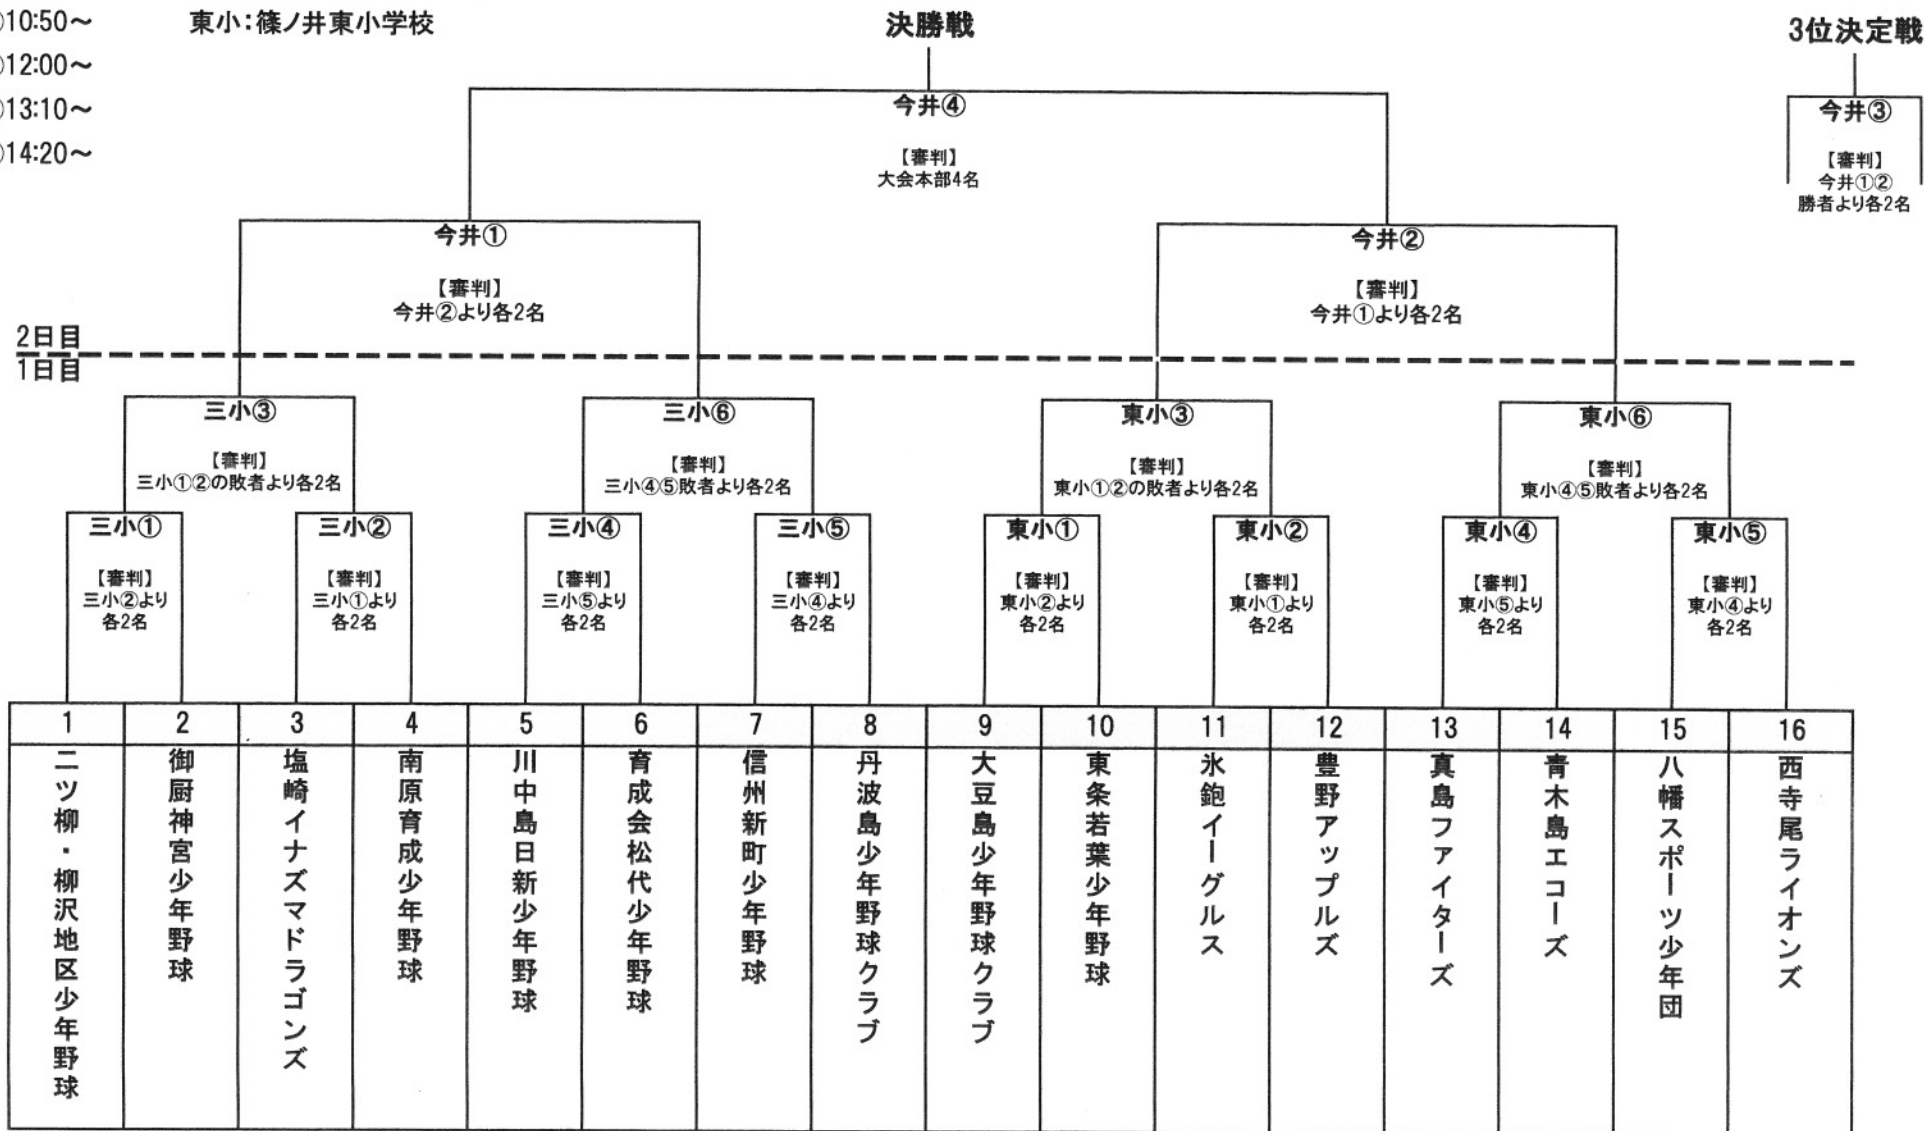 10:50～
東小：篠ノ井東小学校
決勝戦
3位決定戦
12:00～
13:10～
14:20～
今井④
【審判】
大会本部4名
今井③
【審判】
今井①②
勝者より各2名
今井①
【審判】
今井②より各2名
今井②
【審判】
今井①より各2名
2日目
1日目
三小③
【審判】
三小①②の敗者より各2名
三小⑥
【審判】
三小④⑤敗者より各2名
東小③
【審判】
東小①②の敗者より各2名
東小⑥
【審判】
東小④⑤敗者より各2名
三小①
【審判】
三小②より
各2名
三小②
【審判】
三小①より
各2名
三小④
【審判】
三小⑤より
各2名
三小⑤
【審判】
三小④より
各2名
東小①
【審判】
東小②より
各2名
東小②
【審判】
東小①より
各2名
東小④
【審判】
東小⑤より
各2名
東小⑤
【審判】
東小④より
各2名
1
二ツ柳・柳沢地区少年野球
2
御厨神宮少年野球
3
塩崎イナズマドラゴンズ
4
南原育成少年野球
5
川中島日新少年野球
6
育成会松代少年野球
7
信州新町少年野球
8
丹波島少年野球クラブ
9
大豆島少年野球クラブ
10
東条若葉少年野球
11
氷鉋イーグルス
12
豊野アップルズ
13
真島ファイターズ
14
青木島エコーズ
15
八幡スポーツ少年団
16
西寺尾ライオンズ